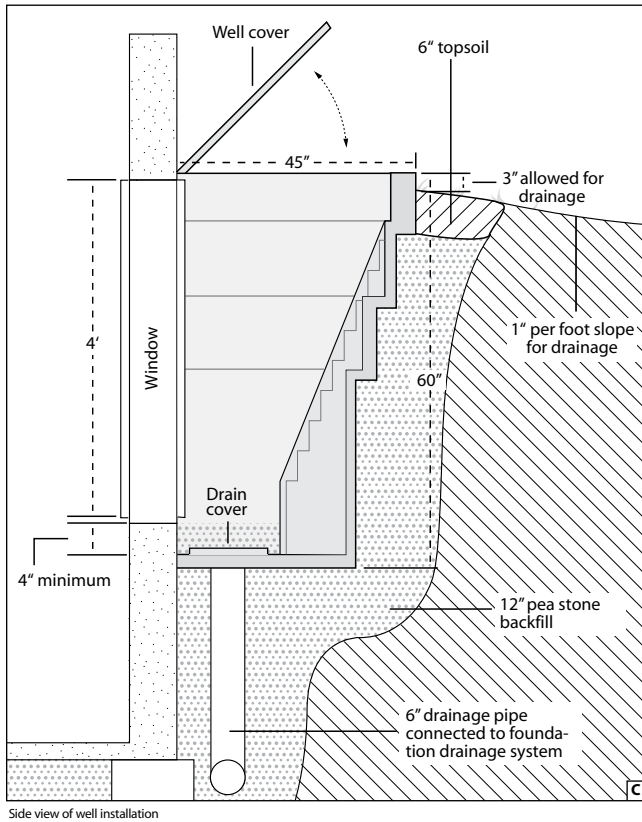 Well cover
6“ topsoil
45”
3” allowed for
drainage
4‘
Window
1“ per foot slope
for drainage
60”
Drain
cover
4“ minimum
12” pea stone
backfill
6” drainage pipe
connected to founda-
tion drainage system
C
Side view of well installation